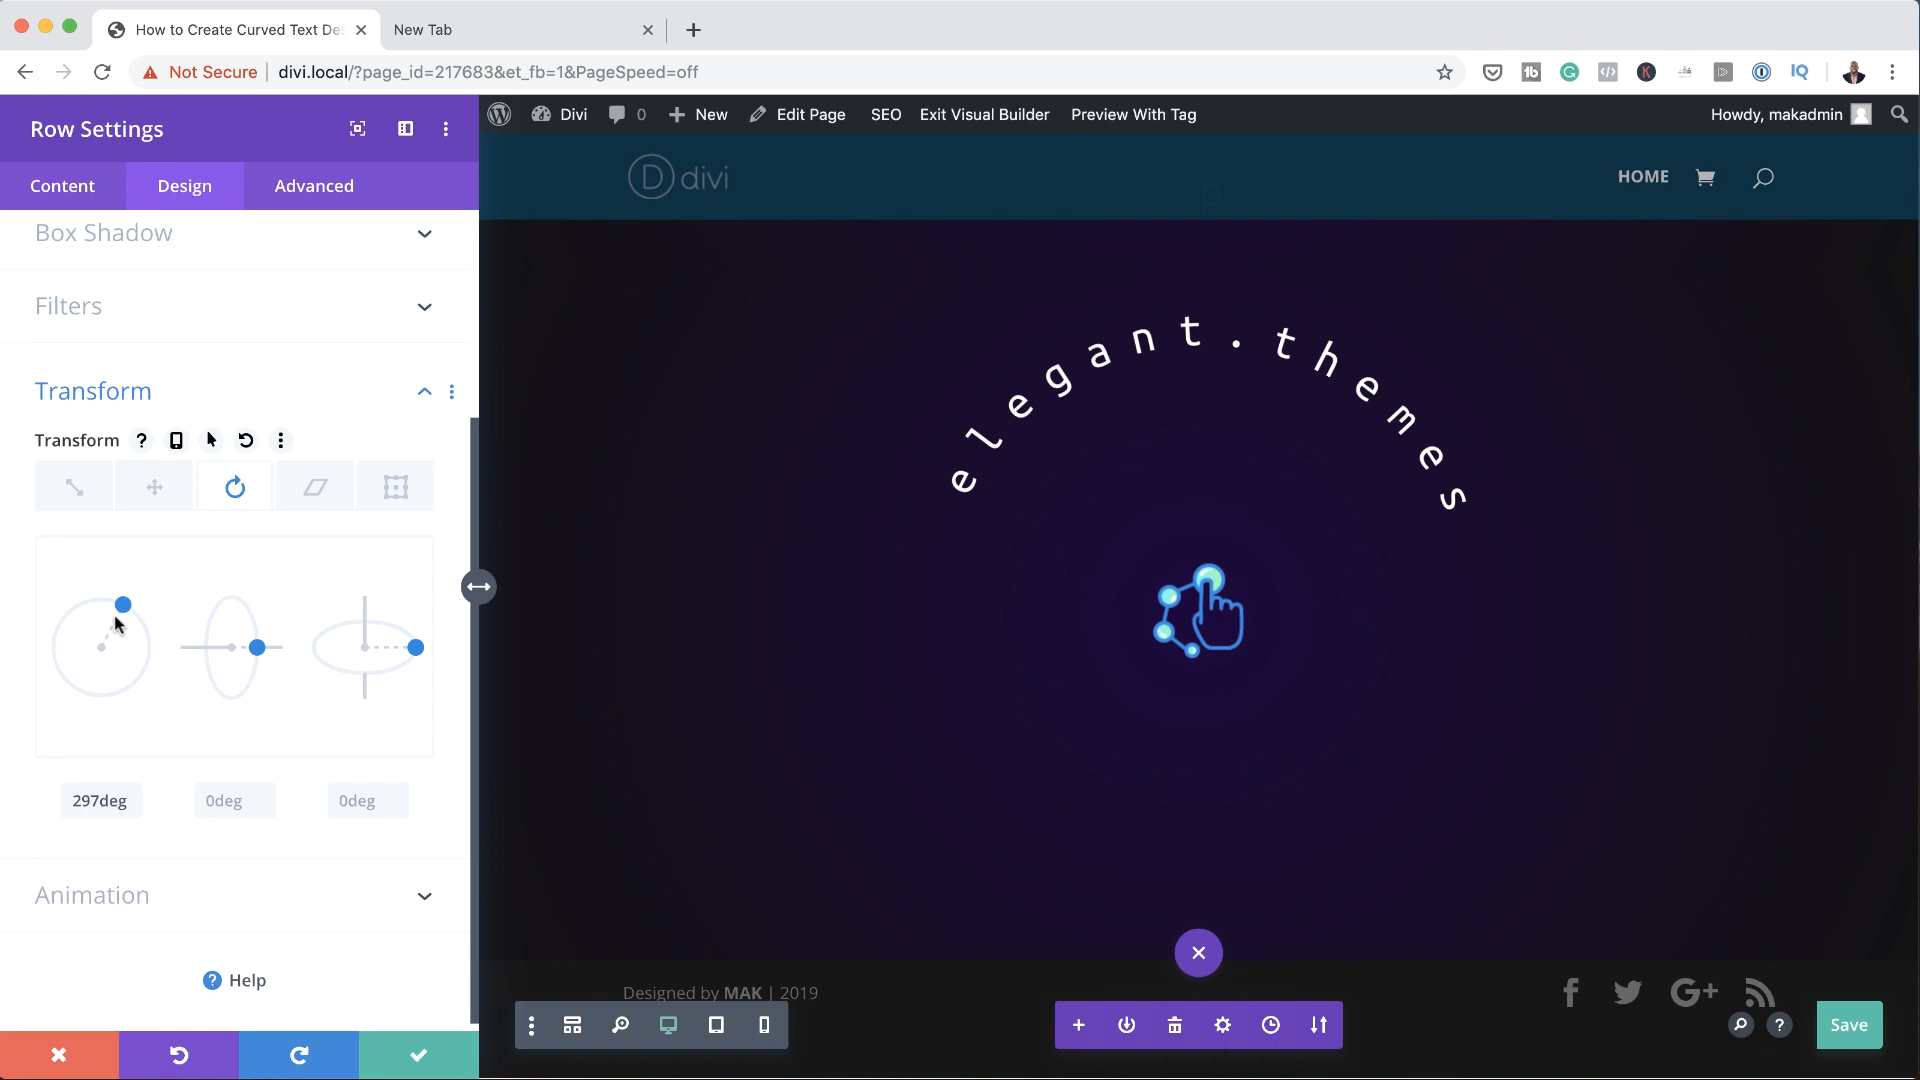 How to Create Curved Text Des
New Tab
Not Secure
divi.local/?page_id=217683&et_fb=1&PageSpeed=off
Row Settings
Divi
0
New
Edit Page
SEO
Exit Visual Builder
Preview With Tag
Howdy, makadmin
Content
Design
Advanced
D divi
HOME
Box Shadow
Filters
Transform
Transform
elegant.themes
297deg
0deg
0deg
Animation
Help
Designed by MAK | 2019
Save